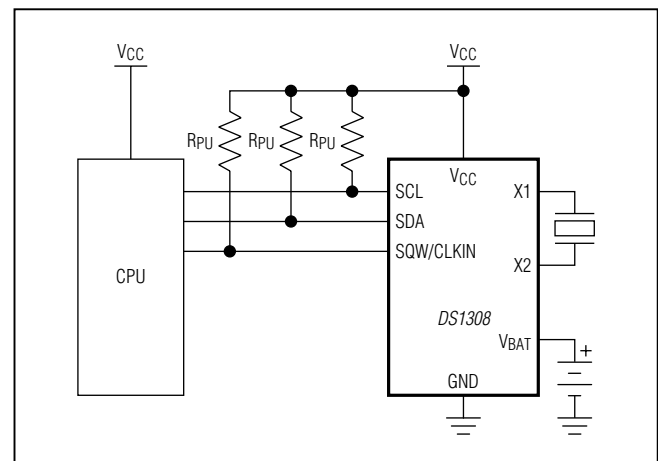 VCC
VCC
RPU
RPU
RPU
VCC
SCL
SDA
SQW/CLKIN
X1
X2
CPU
DS1308
VBAT
+
GND